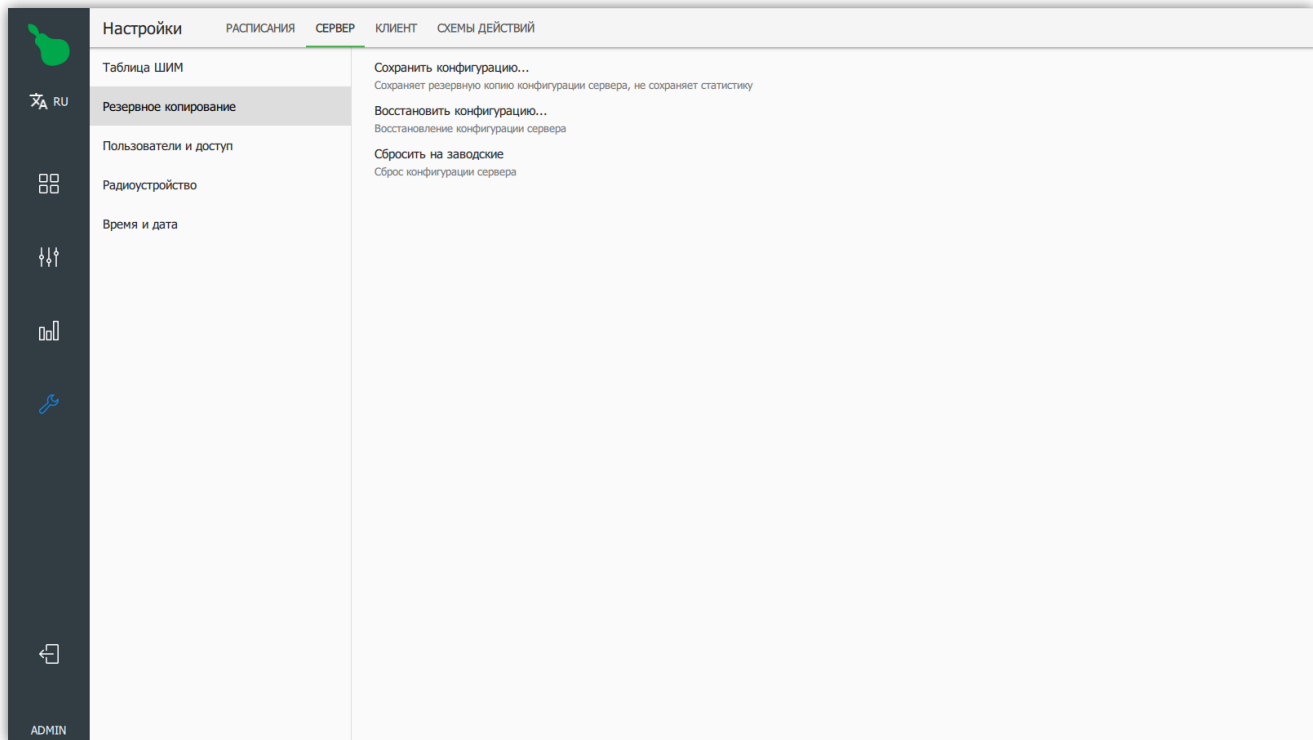 Настройки РАСПИСАНИЯ СЕРВЕР КЛИЕНТ СХЕМЫ ДЕЙСТВИЙ
RU
Таблица ШИМ
Резервное копирование
Пользователи и доступ
Радиоустройство
Время и дата
Сохранить конфигурацию...
Сохраняет резервную копию конфигурации сервера, не сохраняет статистику
Восстановить конфигурацию...
Восстановление конфигурации сервера
Сбросить на заводские
Сброс конфигурации сервера
ADMIN